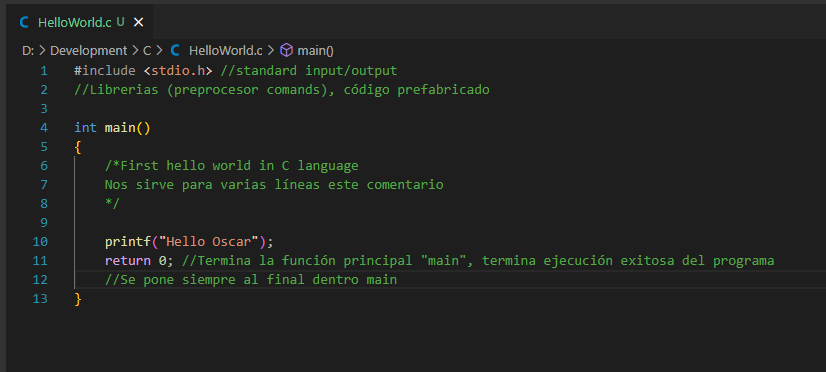 C HelloWorld.c U ✕
D: > Development > C > C HelloWorld.c > main()
1 #include <stdio.h> //standard input/output
2 //Librerias (preprocesor comands), código prefabricado
3
4 int main()
5 {
6 /*First hello world in C language
7 Nos sirve para varias líneas este comentario
8 */
9
10 printf("Hello Oscar");
11 return 0; //Termina la función principal "main", termina ejecución exitosa del programa
12 //Se pone siempre al final dentro main
13 }